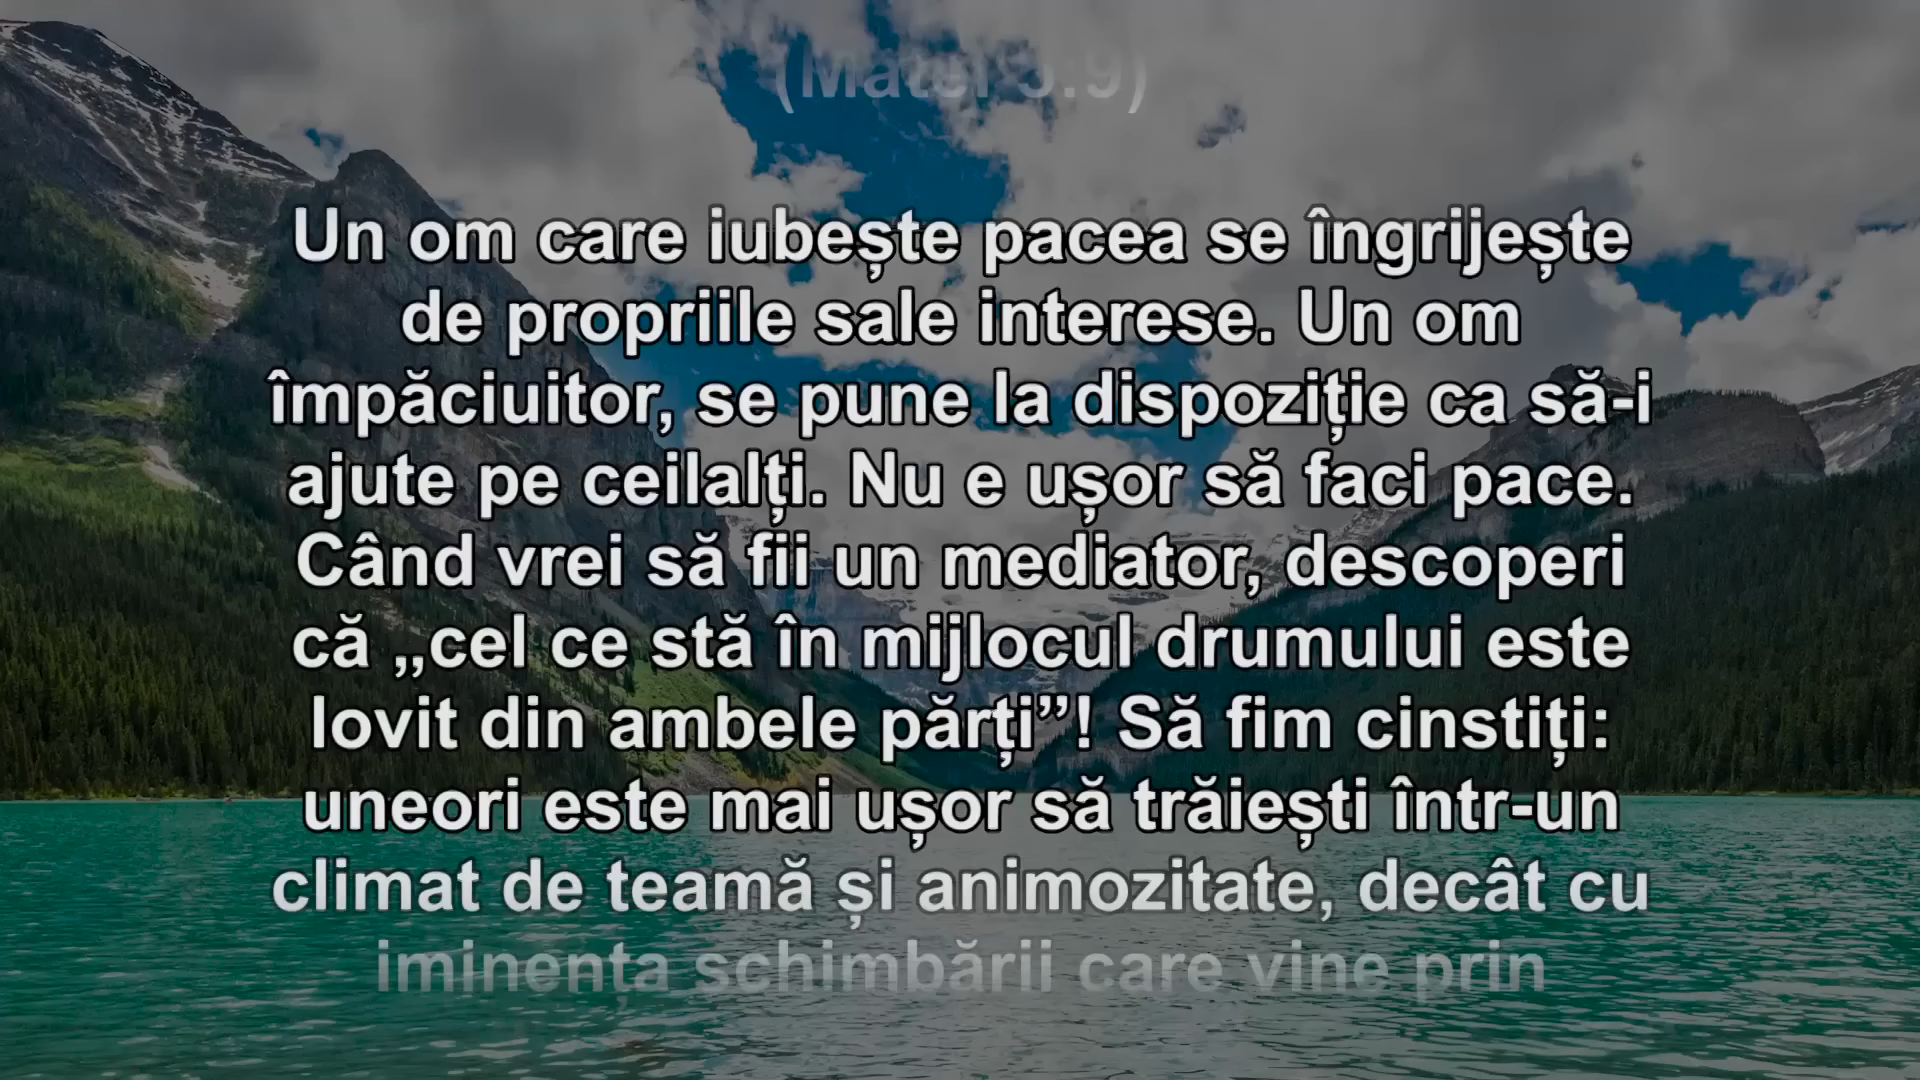 (Matei 5:9)
Un om care iubește pacea se îngrijește
de propriile sale interese. Un om
împăciuitor, se pune la dispoziție ca să-i
ajute pe ceilalți. Nu e ușor să faci pace.
Când vrei să fii un mediator, descoperi
că „cel ce stă în mijlocul drumului este
lovit din ambele părți”! Să fim cinstiți:
uneori este mai ușor să trăiești într-un
climat de teamă și animozitate, decât cu
iminența schimbării care vine prin